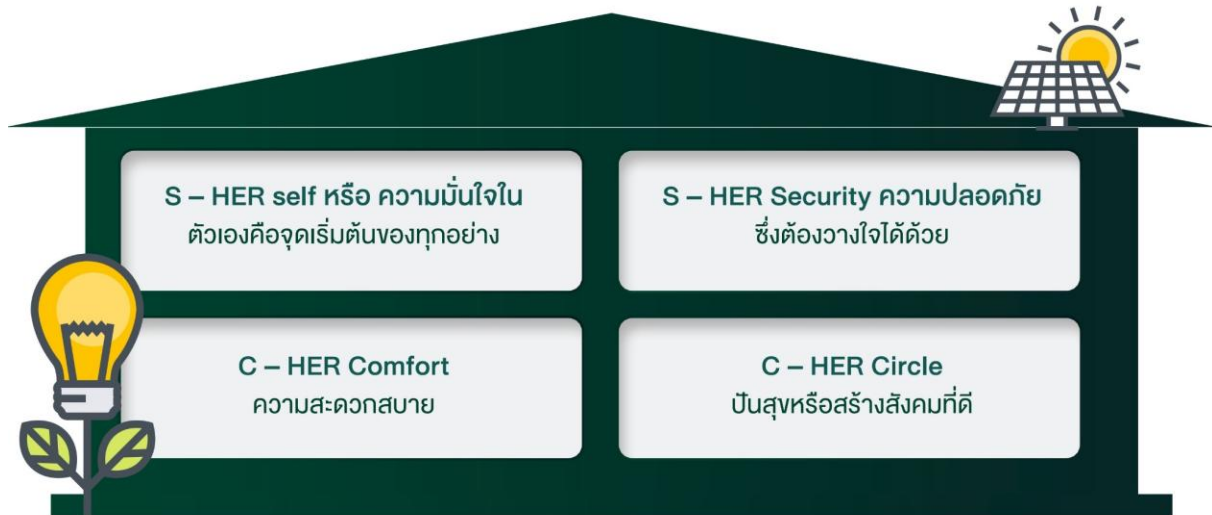 S – HER self หรือ ความมั่นใจใน
ตัวเองคือจุดเริ่มต้นของทุกอย่าง
S – HER Security ความปลอดภัย
ซึ่งต้องวางใจได้ด้วย
C – HER Comfort
ความสะดวกสบาย
C – HER Circle
ปันสุขหรือสร้างสังคมที่ดี